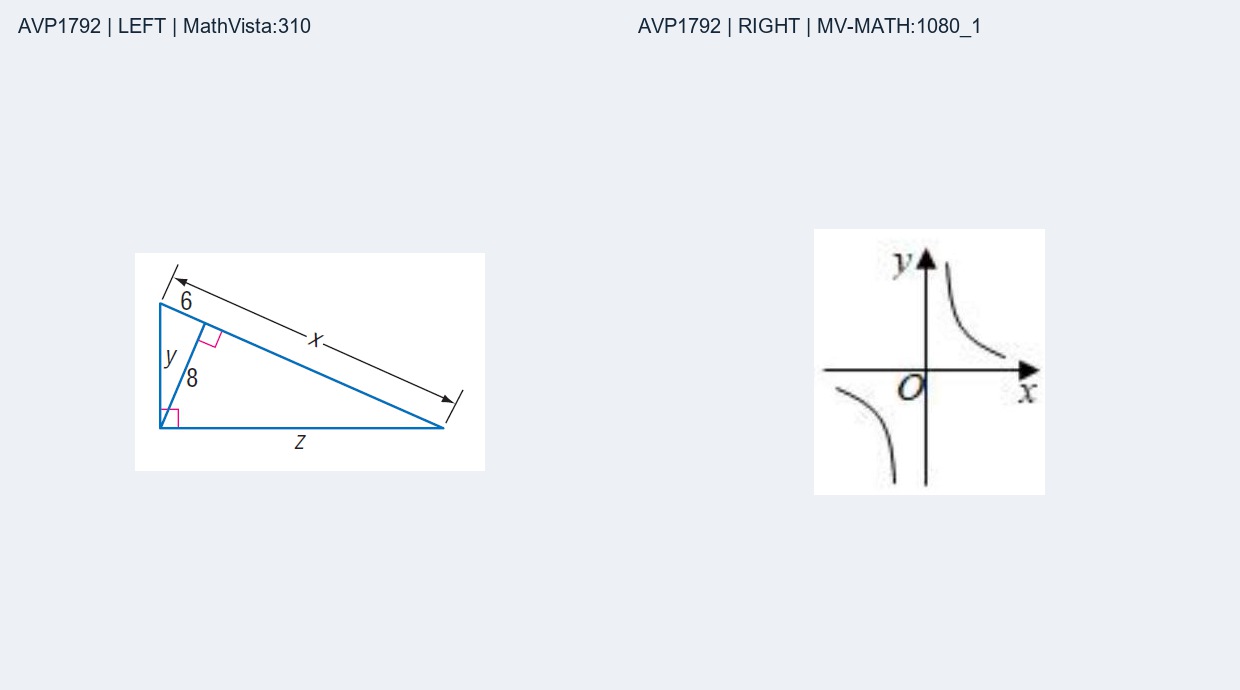 AVP1792 | LEFT | MathVista:310
AVP1792 | RIGHT | MV-MATH:1080_1
6
x
y
8
z
y
O
x